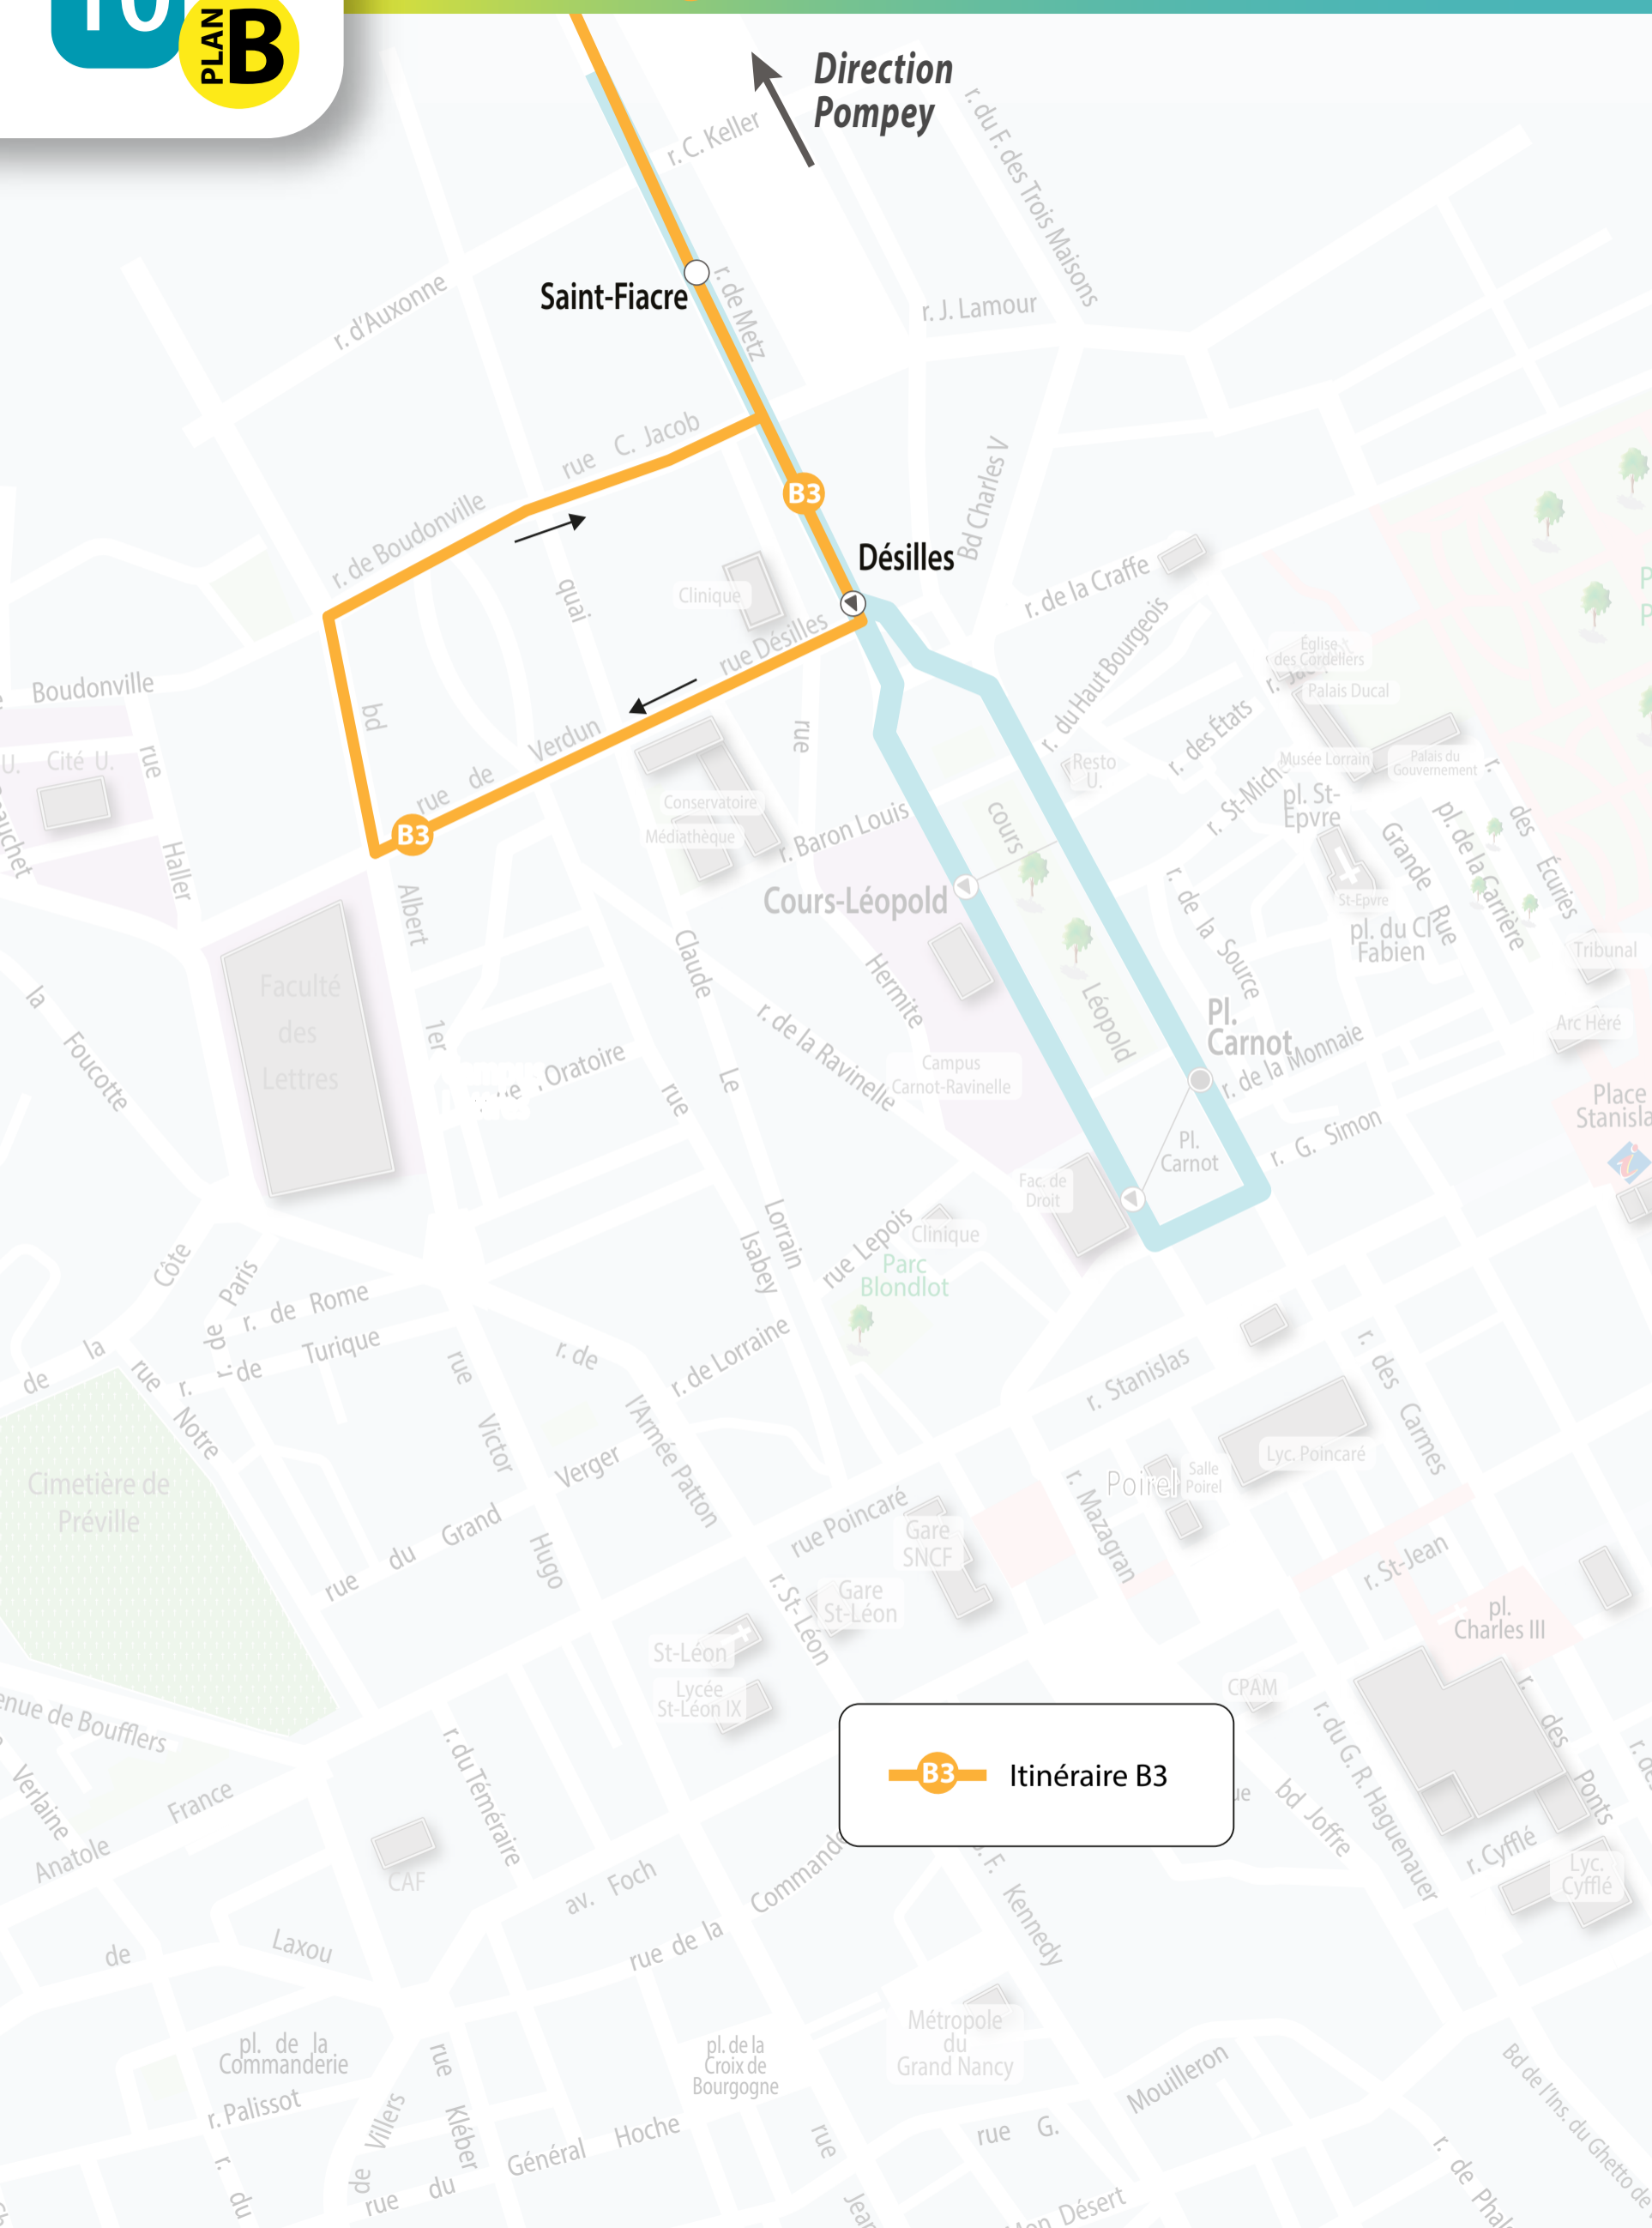 10
PLAN
B
Direction
Pompey
r. C. Keller
r. du F. des Trois Maisons
Saint-Fiacre
r. de Metz
r. d'Auxonne
r. J. Lamour
rue C. Jacob
B3
r. de Boudonville
Bd Charles V
Désilles
r. de la Craffe
Clinique
quai
rue Désilles
r. du Haut Bourgeois
Église
des Cordeliers
Palais Ducal
Boudonville
bd
rue
Cité U.
U.
rue de Verdun
rue
r. des États
Musée Lorrain
Palais du
Gouvernement
Resto
U.
r. St-Mich
pl. St-
Epvre
r. des Écuries
Conservatoire
Médiathèque
r. Baron Louis
cours
Léopold
B3
Haller
Albert
1er
Grande Rue
pl. de la Carrière
St-Epvre
Cours-Léopold
r. de la Source
pl. du Cl
Fabien
Tribunal
Claude
Le
Lorrain
Hermite
Faculté
des
Lettres
la Foucotte
Pl.
Carnot
Arc Héré
r. de la Ravinelle
r. de la Monnaie
Oratoire
Campus
Carnot-Ravinelle
Place
rue
Isabey
r. G. Simon
Pl.
Carnot
Fac. de
Droit
rue Lepois
Clinique
Parc
Blondlot
Côte
Paris
de
r.
r. de Rome
r. de Turique
de la
rue
Notre
rue
Victor
Hugo
r. de
l'Armée Patton
r. de Lorraine
r. Stanislas
r. des Carmes
Lyc. Poincaré
Cimetière de
Préville
Verger
rue du Grand
Poirel
Salle
Poirel
r. Mazagran
rue Poincaré
Gare
SNCF
r. St-Jean
Gare
St-Léon
r. St-Léon
pl.
Charles III
St-Léon
Lycée
St-Léon IX
CPAM
r. des Ponts
r. du G. R. Haguenauer
de Boufflers
B3 Itinéraire B3
r. du Téméraire
Verlaine
France
Anatole
bd Joffre
r. Cyfflé
Lyc.
Cyfflé
CAF
av. Foch
F. Kennedy
rue de la
de
Laxou
Métropole
du
Grand Nancy
pl. de la
Commanderie
pl. de la
Croix de
Bourgogne
rue
Kléber
r. Palissot
de Villers
rue G. Mouilleron
rue du Général Hoche
rue
r. du
Désert